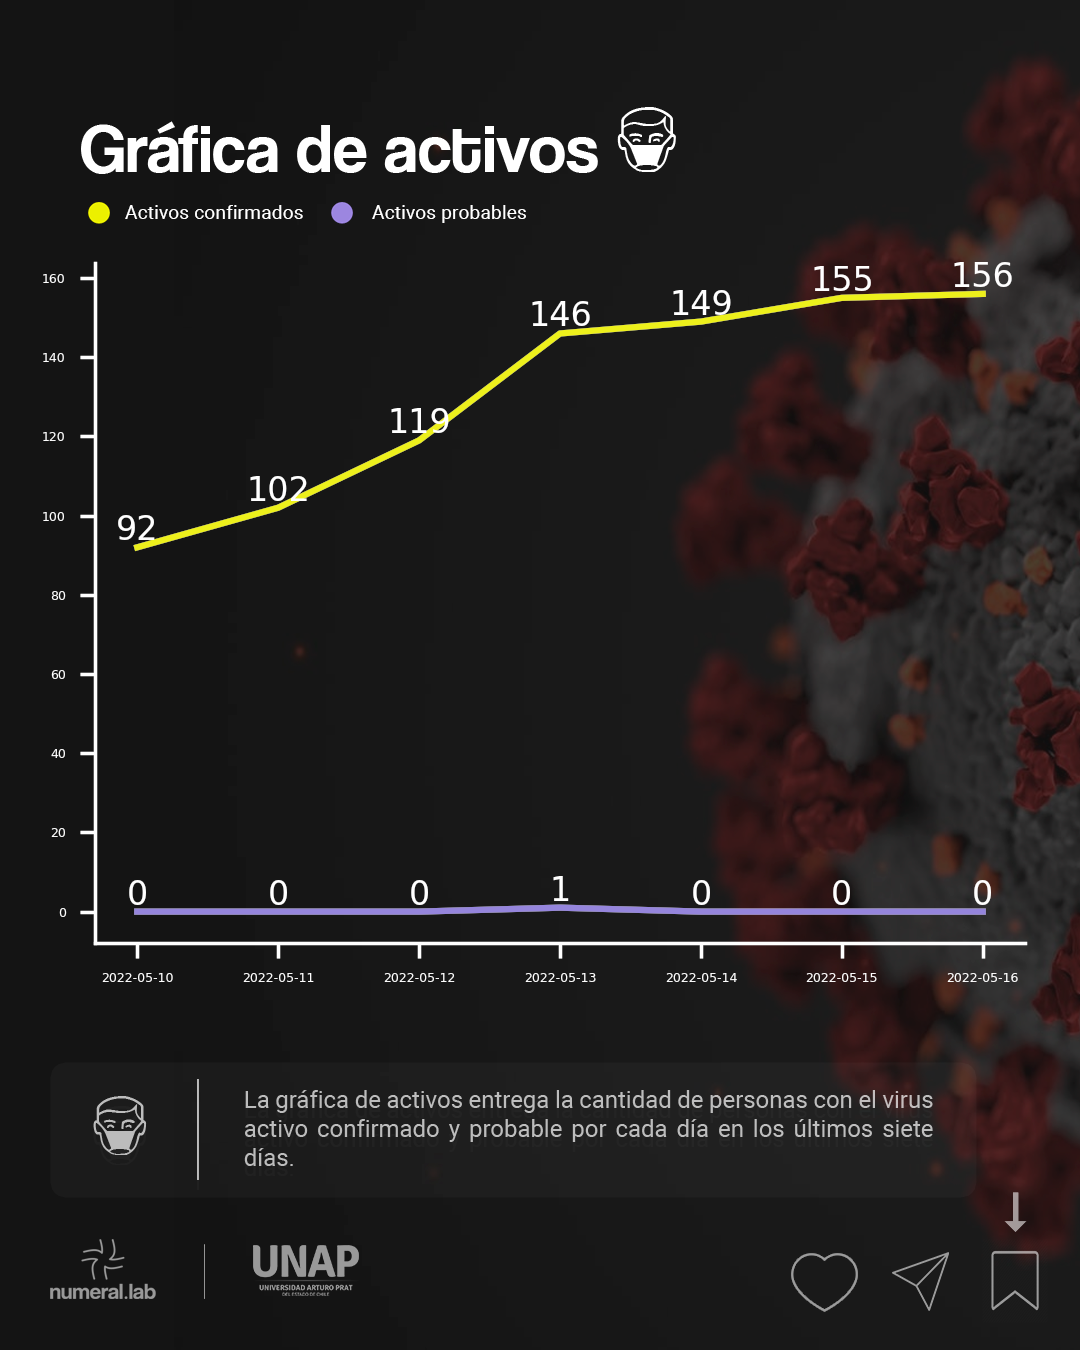 Gráfica de activos
Activos confirmados Activos probables
160
140
120
100
80
60
40
20
0
92 102 119 146 149 155 156
0 0 0 1 0 0 0
2022-05-10 2022-05-11 2022-05-12 2022-05-13 2022-05-14 2022-05-15 2022-05-16
La gráfica de activos entrega la cantidad de personas con el virus
activo confirmado y probable por cada día en los últimos siete
días.
numeral.lab
UNAP
UNIVERSIDAD ARTURO PRAT
DEL ESTADO DE CHILE